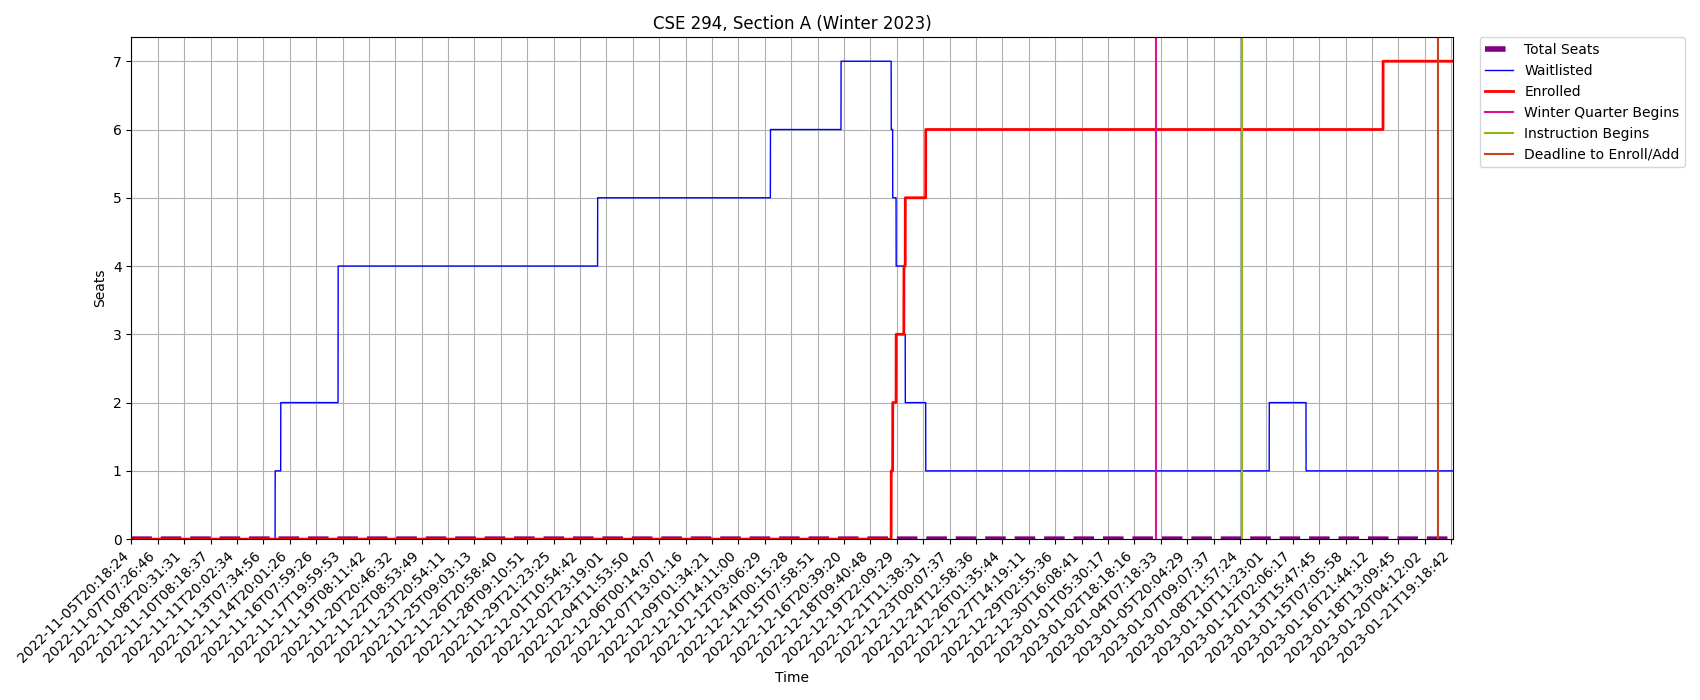 CSE 294, Section A (Winter 2023)
Total Seats
Waitlisted
Enrolled
Winter Quarter Begins
Instruction Begins
Deadline to Enroll/Add
Seats
7
6
5
4
3
2
1
0
2022-11-05T20:18:24
2022-11-07T07:26:46
2022-11-08T20:31:31
2022-11-10T08:18:37
2022-11-11T20:02:34
2022-11-13T07:34:56
2022-11-14T20:01:26
2022-11-16T07:59:26
2022-11-17T19:59:53
2022-11-19T08:11:42
2022-11-20T20:46:32
2022-11-22T08:53:49
2022-11-23T20:54:11
2022-11-25T09:03:13
2022-11-26T20:58:40
2022-11-28T09:10:51
2022-11-29T21:23:25
2022-12-01T10:54:42
2022-12-02T23:19:01
2022-12-04T11:53:50
2022-12-06T00:14:07
2022-12-07T13:01:16
2022-12-09T01:34:21
2022-12-10T14:11:00
2022-12-12T03:06:29
2022-12-14T00:15:28
2022-12-15T07:58:51
2022-12-16T20:39:20
2022-12-18T09:40:48
2022-12-19T22:09:29
2022-12-21T11:38:31
2022-12-23T00:07:37
2022-12-24T12:58:36
2022-12-26T01:35:44
2022-12-27T14:19:11
2022-12-29T02:55:36
2022-12-30T16:08:41
2023-01-01T05:30:17
2023-01-02T18:18:16
2023-01-04T07:18:33
2023-01-05T20:04:29
2023-01-07T09:07:37
2023-01-08T21:57:24
2023-01-10T11:23:01
2023-01-12T02:06:17
2023-01-13T15:47:45
2023-01-15T07:05:58
2023-01-16T21:44:12
2023-01-18T13:09:45
2023-01-20T04:12:02
2023-01-21T19:18:42
Time